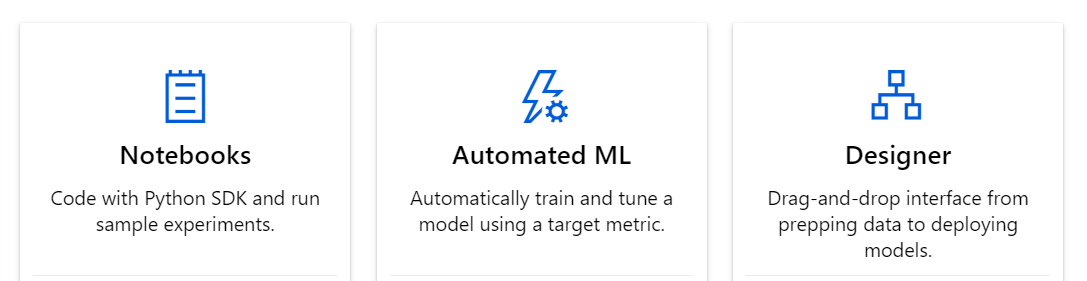 Notebooks
Code with Python SDK and run
sample experiments.
Automated ML
Automatically train and tune a
model using a target metric.
Designer
Drag-and-drop interface from
prepping data to deploying
models.